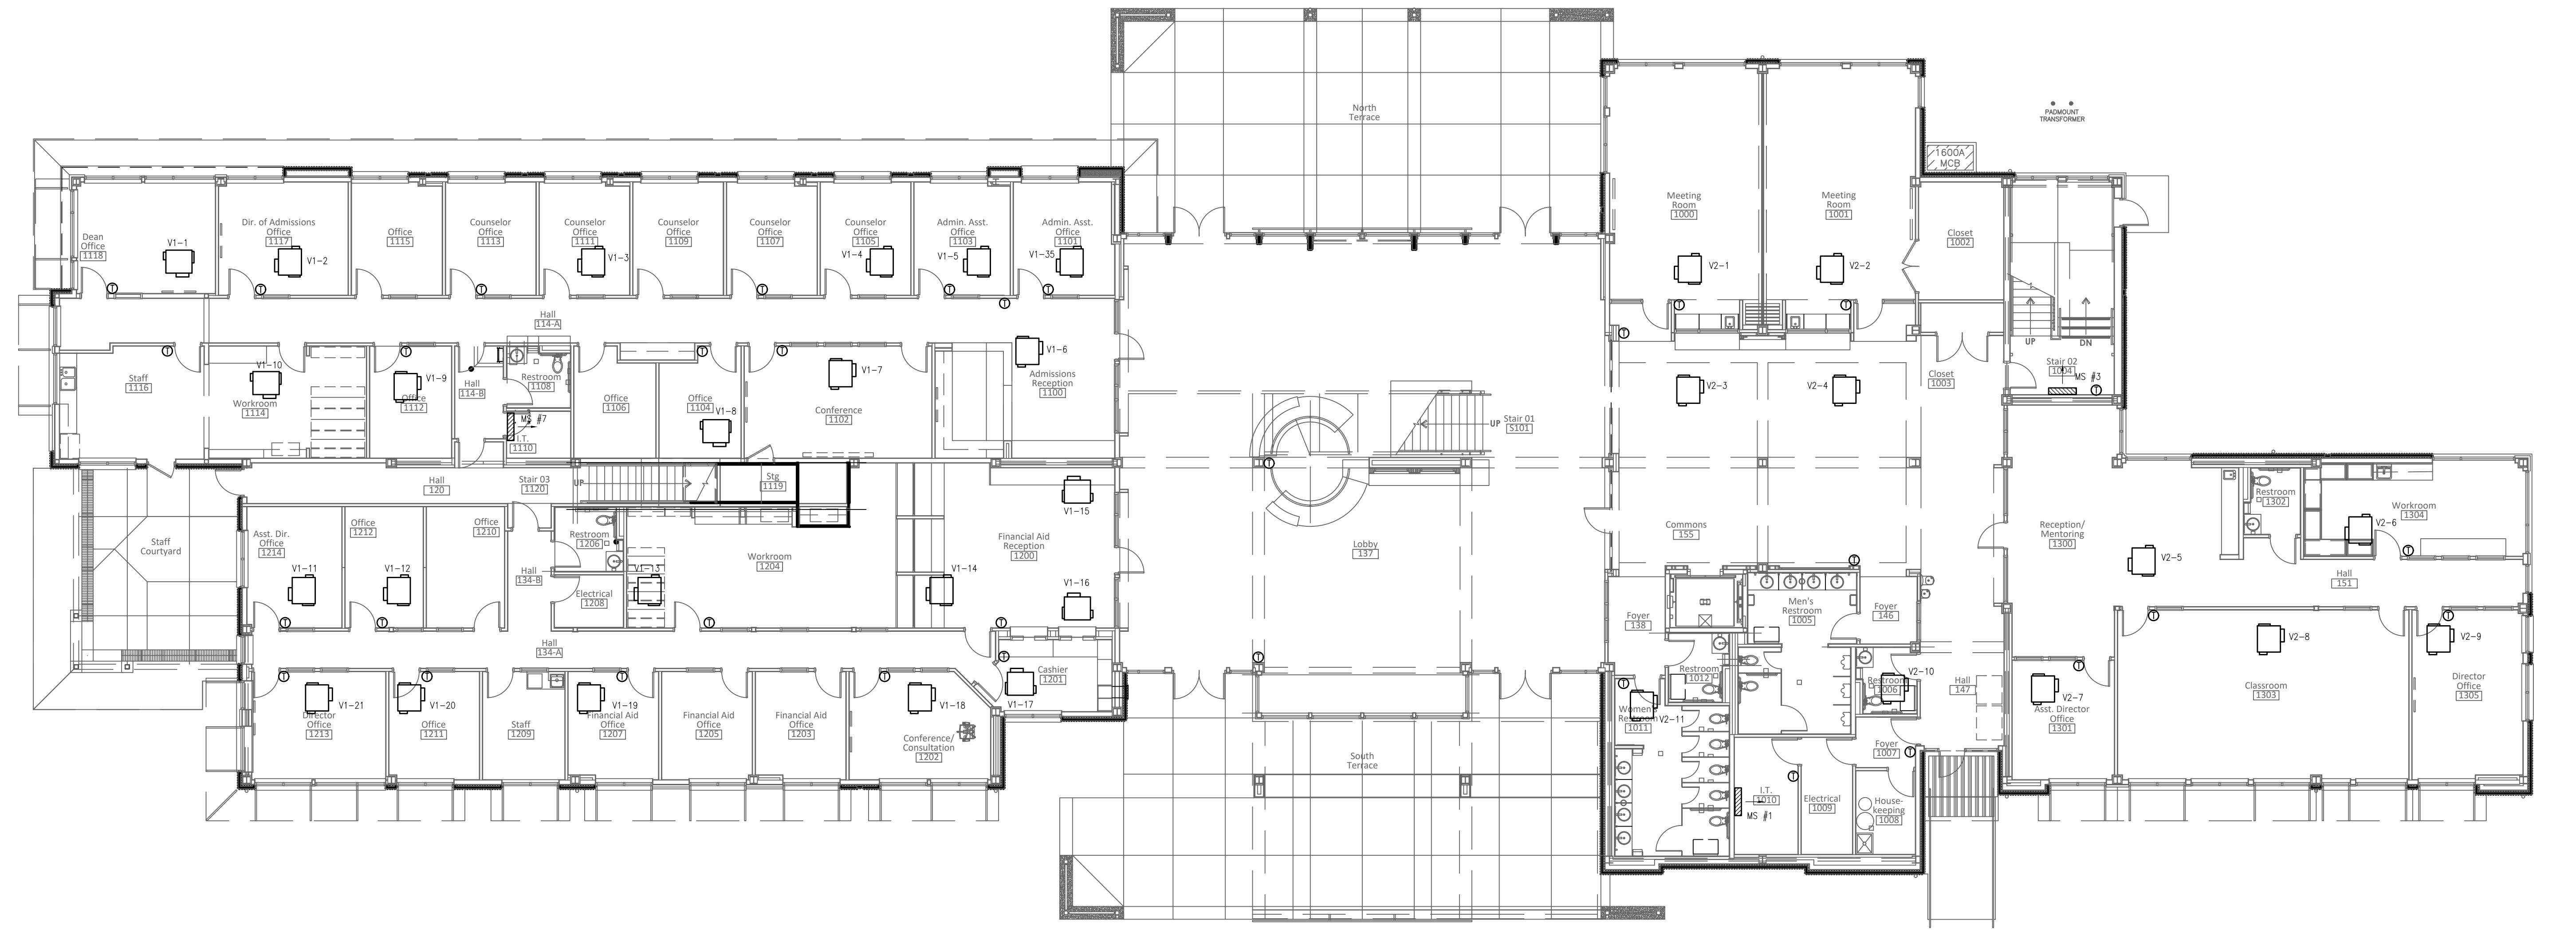 North
Terrace
PADMOUNT
TRANSFORMER
1600A
MCB
Dean
Office
1118
V1-1
Dir. of Admissions
Office
1117
V1-2
Office
1115
Counselor
Office
1113
Counselor
Office
1111
V1-3
Counselor
Office
1109
Counselor
Office
1107
Counselor
Office
1105
V1-4
Admin. Asst.
Office
1103
V1-5
Admin. Asst.
Office
1101
V1-35
Meeting
Room
1000
V2-1
Meeting
Room
1001
V2-2
Closet
1002
Hall
114-A
Staff
1116
V1-10
Workroom
1114
V1-9
Office
1112
Hall
114-B
Restroom
1108
MS #7
I.T.
1110
Office
1106
Office
1104
V1-8
V1-7
Conference
1102
V1-6
Admissions
Reception
1100
UP
Stair 01
S101
V2-3
V2-4
Closet
1003
UP
DN
Stair 02
1004
MS #3
Hall
120
Stair 03
1120
UP
Stg
1119
Staff
Courtyard
Asst. Dir.
Office
1214
V1-11
Office
1212
V1-12
Office
1210
Hall
134-B
Restroom
1206
Electrical
1208
V1-13
Workroom
1204
V1-14
V1-15
Financial Aid
Reception
1200
V1-16
Lobby
137
Commons
155
Reception/
Mentoring
1300
V2-5
Restroom
1302
Workroom
1304
V2-6
Hall
151
Hall
134-A
Foyer
138
Men's
Restroom
1005
Foyer
146
Cashier
1201
V1-17
V1-21
Director
Office
1213
V1-20
Office
1211
Staff
1209
V1-19
Financial Aid
Office
1207
Financial Aid
Office
1205
Financial Aid
Office
1203
V1-18
Conference/
Consultation
1202
South
Terrace
Restroom
1012
V2-10
Restroom
1006
Hall
147
V2-11
Women's
Restroom
1011
V2-7
Asst. Director
Office
1301
V2-8
Classroom
1303
V2-9
Director
Office
1305
Foyer
1007
I.T.
1010
MS #1
Electrical
1009
House-
keeping
1008